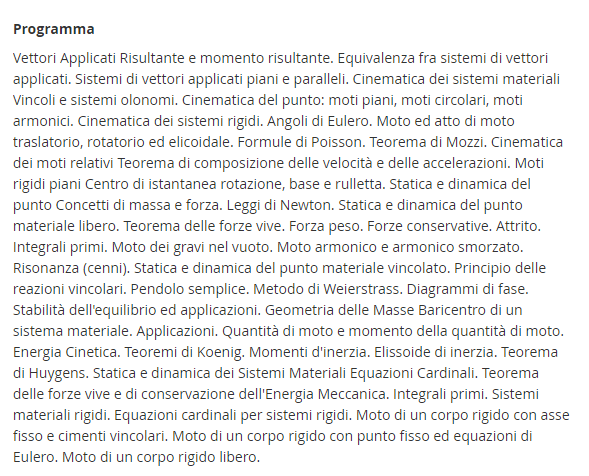 Programma
Vettori Applicati Risultante e momento risultante. Equivalenza fra sistemi di vettori
applicati. Sistemi di vettori applicati piani e paralleli. Cinematica dei sistemi materiali
Vincoli e sistemi olonomi. Cinematica del punto: moti piani, moti circolari, moti
armonici. Cinematica dei sistemi rigidi. Angoli di Eulero. Moto ed atto di moto
traslatorio, rotatorio ed elicoidale. Formule di Poisson. Teorema di Mozzi. Cinematica
dei moti relativi Teorema di composizione delle velocità e delle accelerazioni. Moti
rigidi piani Centro di istantanea rotazione, base e rulletta. Statica e dinamica del
punto Concetti di massa e forza. Leggi di Newton. Statica e dinamica del punto
materiale libero. Teorema delle forze vive. Forza peso. Forze conservative. Attrito.
Integrali primi. Moto dei gravi nel vuoto. Moto armonico e armonico smorzato.
Risonanza (cenni). Statica e dinamica del punto materiale vincolato. Principio delle
reazioni vincolari. Pendolo semplice. Metodo di Weierstrass. Diagrammi di fase.
Stabilità dell'equilibrio ed applicazioni. Geometria delle Masse Baricentro di un
sistema materiale. Applicazioni. Quantità di moto e momento della quantità di moto.
Energia Cinetica. Teoremi di Koenig. Momenti d'inerzia. Elissoide di inerzia. Teorema
di Huygens. Statica e dinamica dei Sistemi Materiali Equazioni Cardinali. Teorema
delle forze vive e di conservazione dell'Energia Meccanica. Integrali primi. Sistemi
materiali rigidi. Equazioni cardinali per sistemi rigidi. Moto di un corpo rigido con asse
fisso e cimenti vincolari. Moto di un corpo rigido con punto fisso ed equazioni di
Eulero. Moto di un corpo rigido libero.